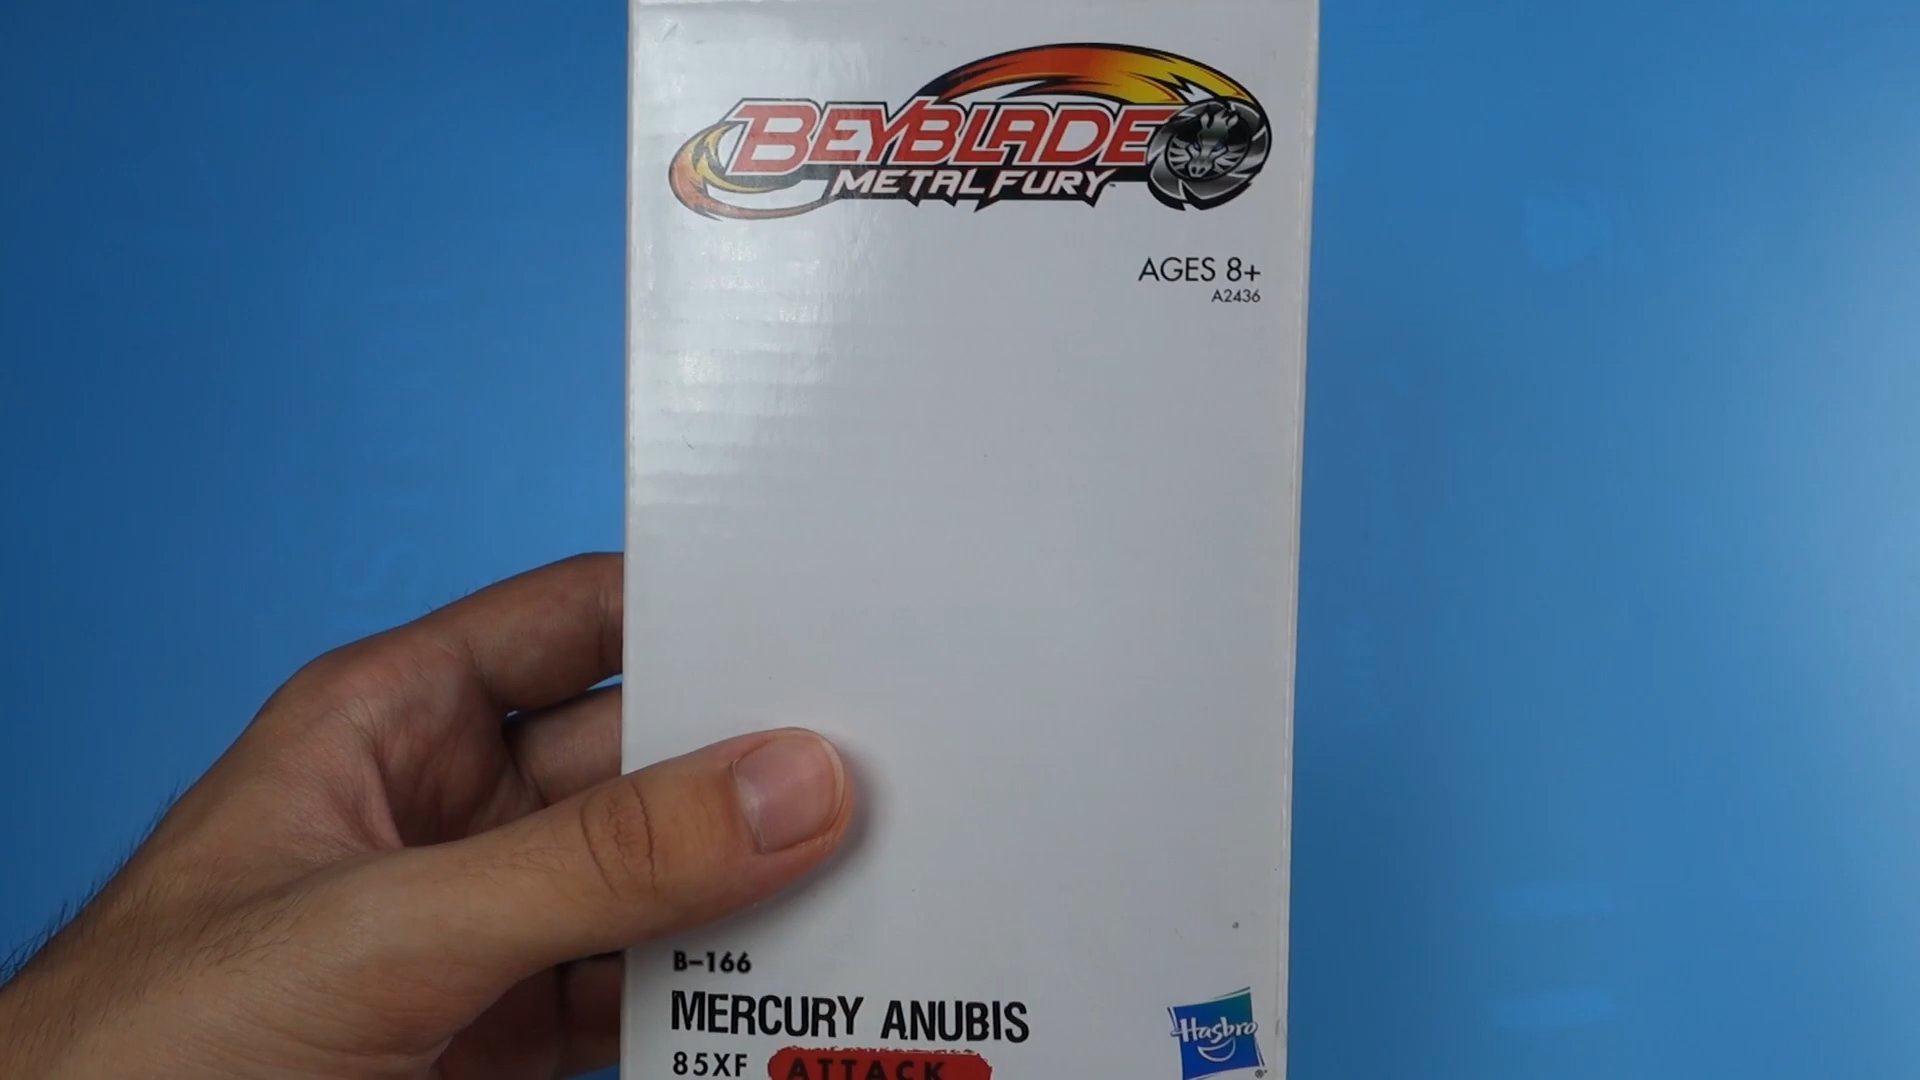 BEYBLADE
METAL FURY
AGES 8+
A2436
B-166
MERCURY ANUBIS
85XF ATTACK
Hasbro